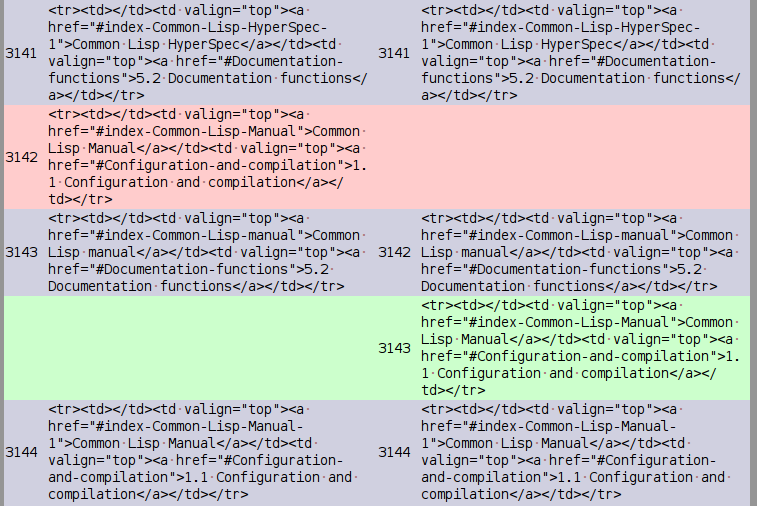 <tr><td></td><td valign="top"><a
href="#index-Common-Lisp-HyperSpec-
3141
1">Common Lisp HyperSpec</a></td><td
valign="top"><a href="#Documentation-
functions">5.2 Documentation functions</
a></td></tr>
<tr><td></td><td valign="top"><a
href="#index-Common-Lisp-HyperSpec-
3141
1">Common Lisp HyperSpec</a></td><td
valign="top"><a href="#Documentation-
functions">5.2 Documentation functions</
a></td></tr>
<tr><td></td><td valign="top"><a
href="#index-Common-Lisp-Manual">Common
Lisp Manual</a></td><td valign="top"><a
3142
href="#Configuration-and-compilation">1.
1 Configuration and compilation</a></
td></tr>
<tr><td></td><td valign="top"><a
href="#index-Common-Lisp-manual">Common
3143
Lisp manual</a></td><td valign="top"><a
href="#Documentation-functions">5.2
Documentation functions</a></td></tr>
<tr><td></td><td valign="top"><a
href="#index-Common-Lisp-manual">Common
3142
Lisp manual</a></td><td valign="top"><a
href="#Documentation-functions">5.2
Documentation functions</a></td></tr>
<tr><td></td><td valign="top"><a
href="#index-Common-Lisp-Manual">Common
Lisp Manual</a></td><td valign="top"><a
3143
href="#Configuration-and-compilation">1.
1 Configuration and compilation</a></
td></tr>
<tr><td></td><td valign="top"><a
href="#index-Common-Lisp-Manual-
1">Common Lisp Manual</a></td><td
3144
valign="top"><a href="#Configuration-
and-compilation">1.1 Configuration and
compilation</a></td></tr>
<tr><td></td><td valign="top"><a
href="#index-Common-Lisp-Manual-
1">Common Lisp Manual</a></td><td
3144
valign="top"><a href="#Configuration-
and-compilation">1.1 Configuration and
compilation</a></td></tr>